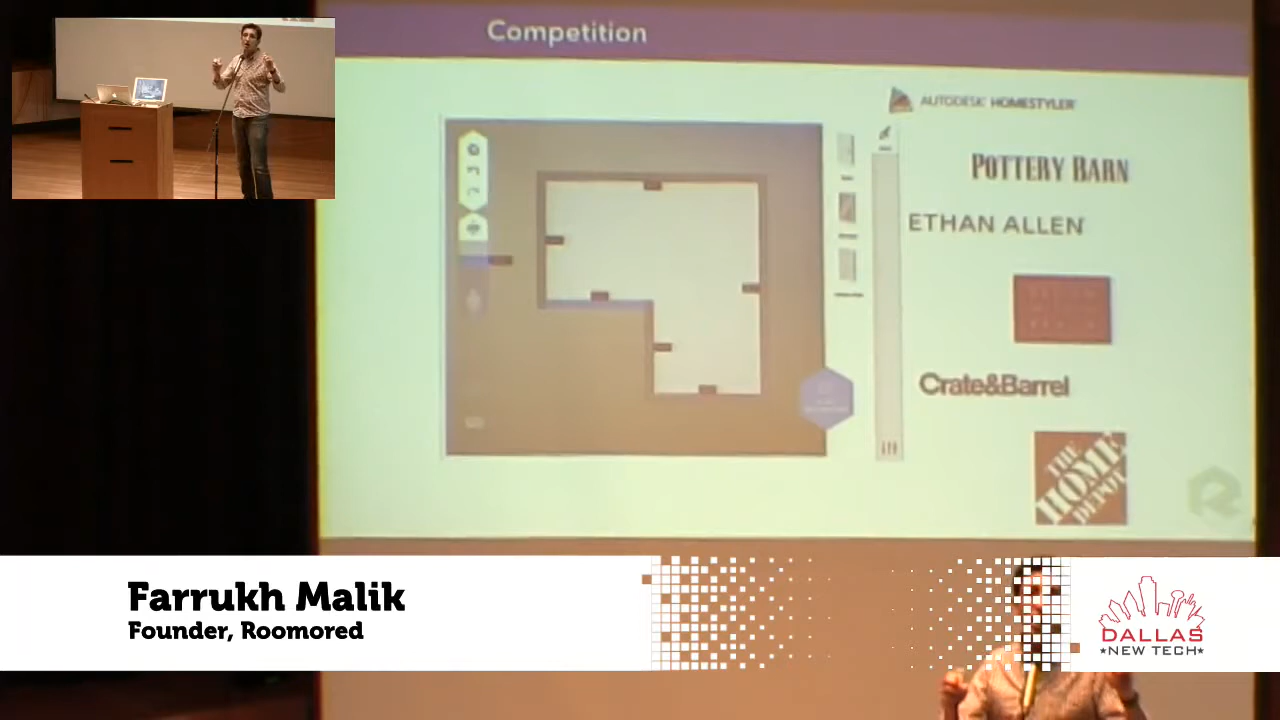 Competition
AUTODESK HOMESTYLER
POTTERY BARN
ETHAN ALLEN
Crate&Barrel
THE
HOME
DEPOT
Farrukh Malik
Founder, Roomored
DALLAS
NEW TECH